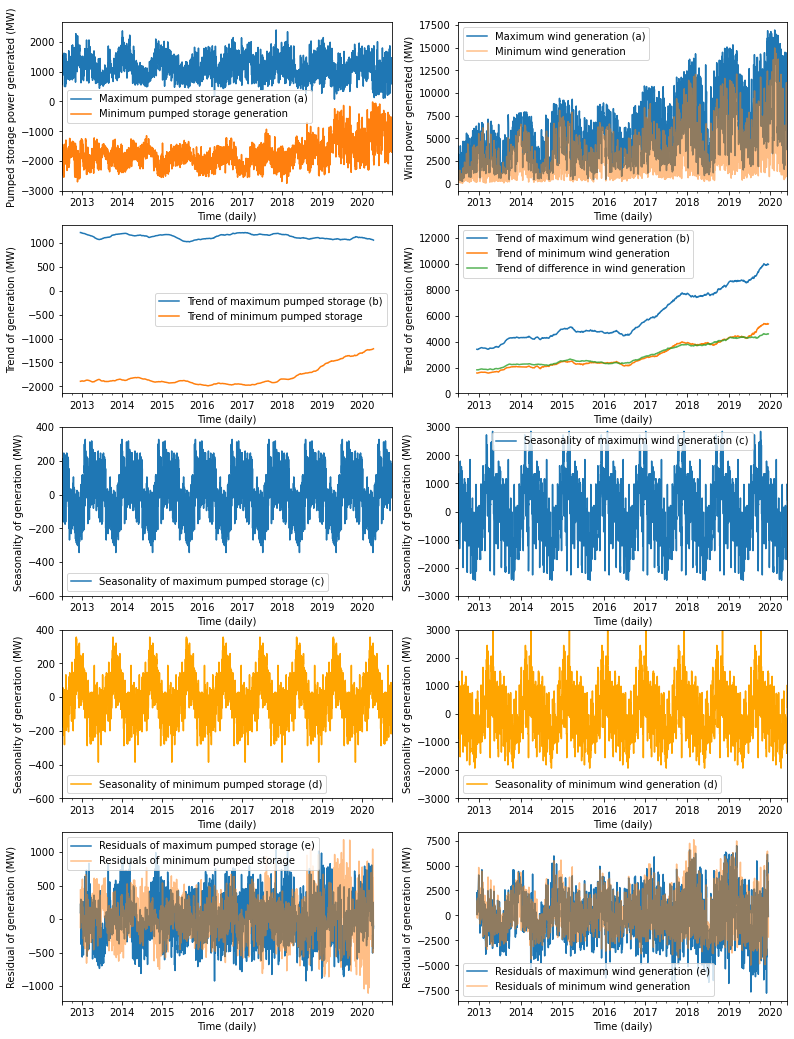 Pumped storage power generated (MW)
2000
1000
0
−1000
−2000
−3000
Maximum pumped storage generation (a)
Minimum pumped storage generation
2013 2014 2015 2016 2017 2018 2019 2020
Time (daily)
Wind power generated (MW)
17500
15000
12500
10000
7500
5000
2500
0
Maximum wind generation (a)
Minimum wind generation
2013 2014 2015 2016 2017 2018 2019 2020
Time (daily)
Trend of generation (MW)
1000
500
0
−500
−1000
−1500
−2000
Trend of maximum pumped storage (b)
Trend of minimum pumped storage
2013 2014 2015 2016 2017 2018 2019 2020
Time (daily)
Trend of generation (MW)
12000
10000
8000
6000
4000
2000
0
Trend of maximum wind generation (b)
Trend of minimum wind generation
Trend of difference in wind generation
2013 2014 2015 2016 2017 2018 2019 2020
Time (daily)
Seasonality of generation (MW)
400
200
0
−200
−400
−600
Seasonality of maximum pumped storage (c)
2013 2014 2015 2016 2017 2018 2019 2020
Time (daily)
Seasonality of generation (MW)
3000
2000
1000
0
−1000
−2000
−3000
Seasonality of maximum wind generation (c)
2013 2014 2015 2016 2017 2018 2019 2020
Time (daily)
Seasonality of generation (MW)
400
200
0
−200
−400
−600
Seasonality of minimum pumped storage (d)
2013 2014 2015 2016 2017 2018 2019 2020
Time (daily)
Seasonality of generation (MW)
3000
2000
1000
0
−1000
−2000
−3000
Seasonality of minimum wind generation (d)
2013 2014 2015 2016 2017 2018 2019 2020
Time (daily)
Residual of generation (MW)
1000
500
0
−500
−1000
Residuals of maximum pumped storage (e)
Residuals of minimum pumped storage
2013 2014 2015 2016 2017 2018 2019 2020
Time (daily)
Residual of generation (MW)
7500
5000
2500
0
−2500
−5000
−7500
Residuals of maximum wind generation (e)
Residuals of minimum wind generation
2013 2014 2015 2016 2017 2018 2019 2020
Time (daily)